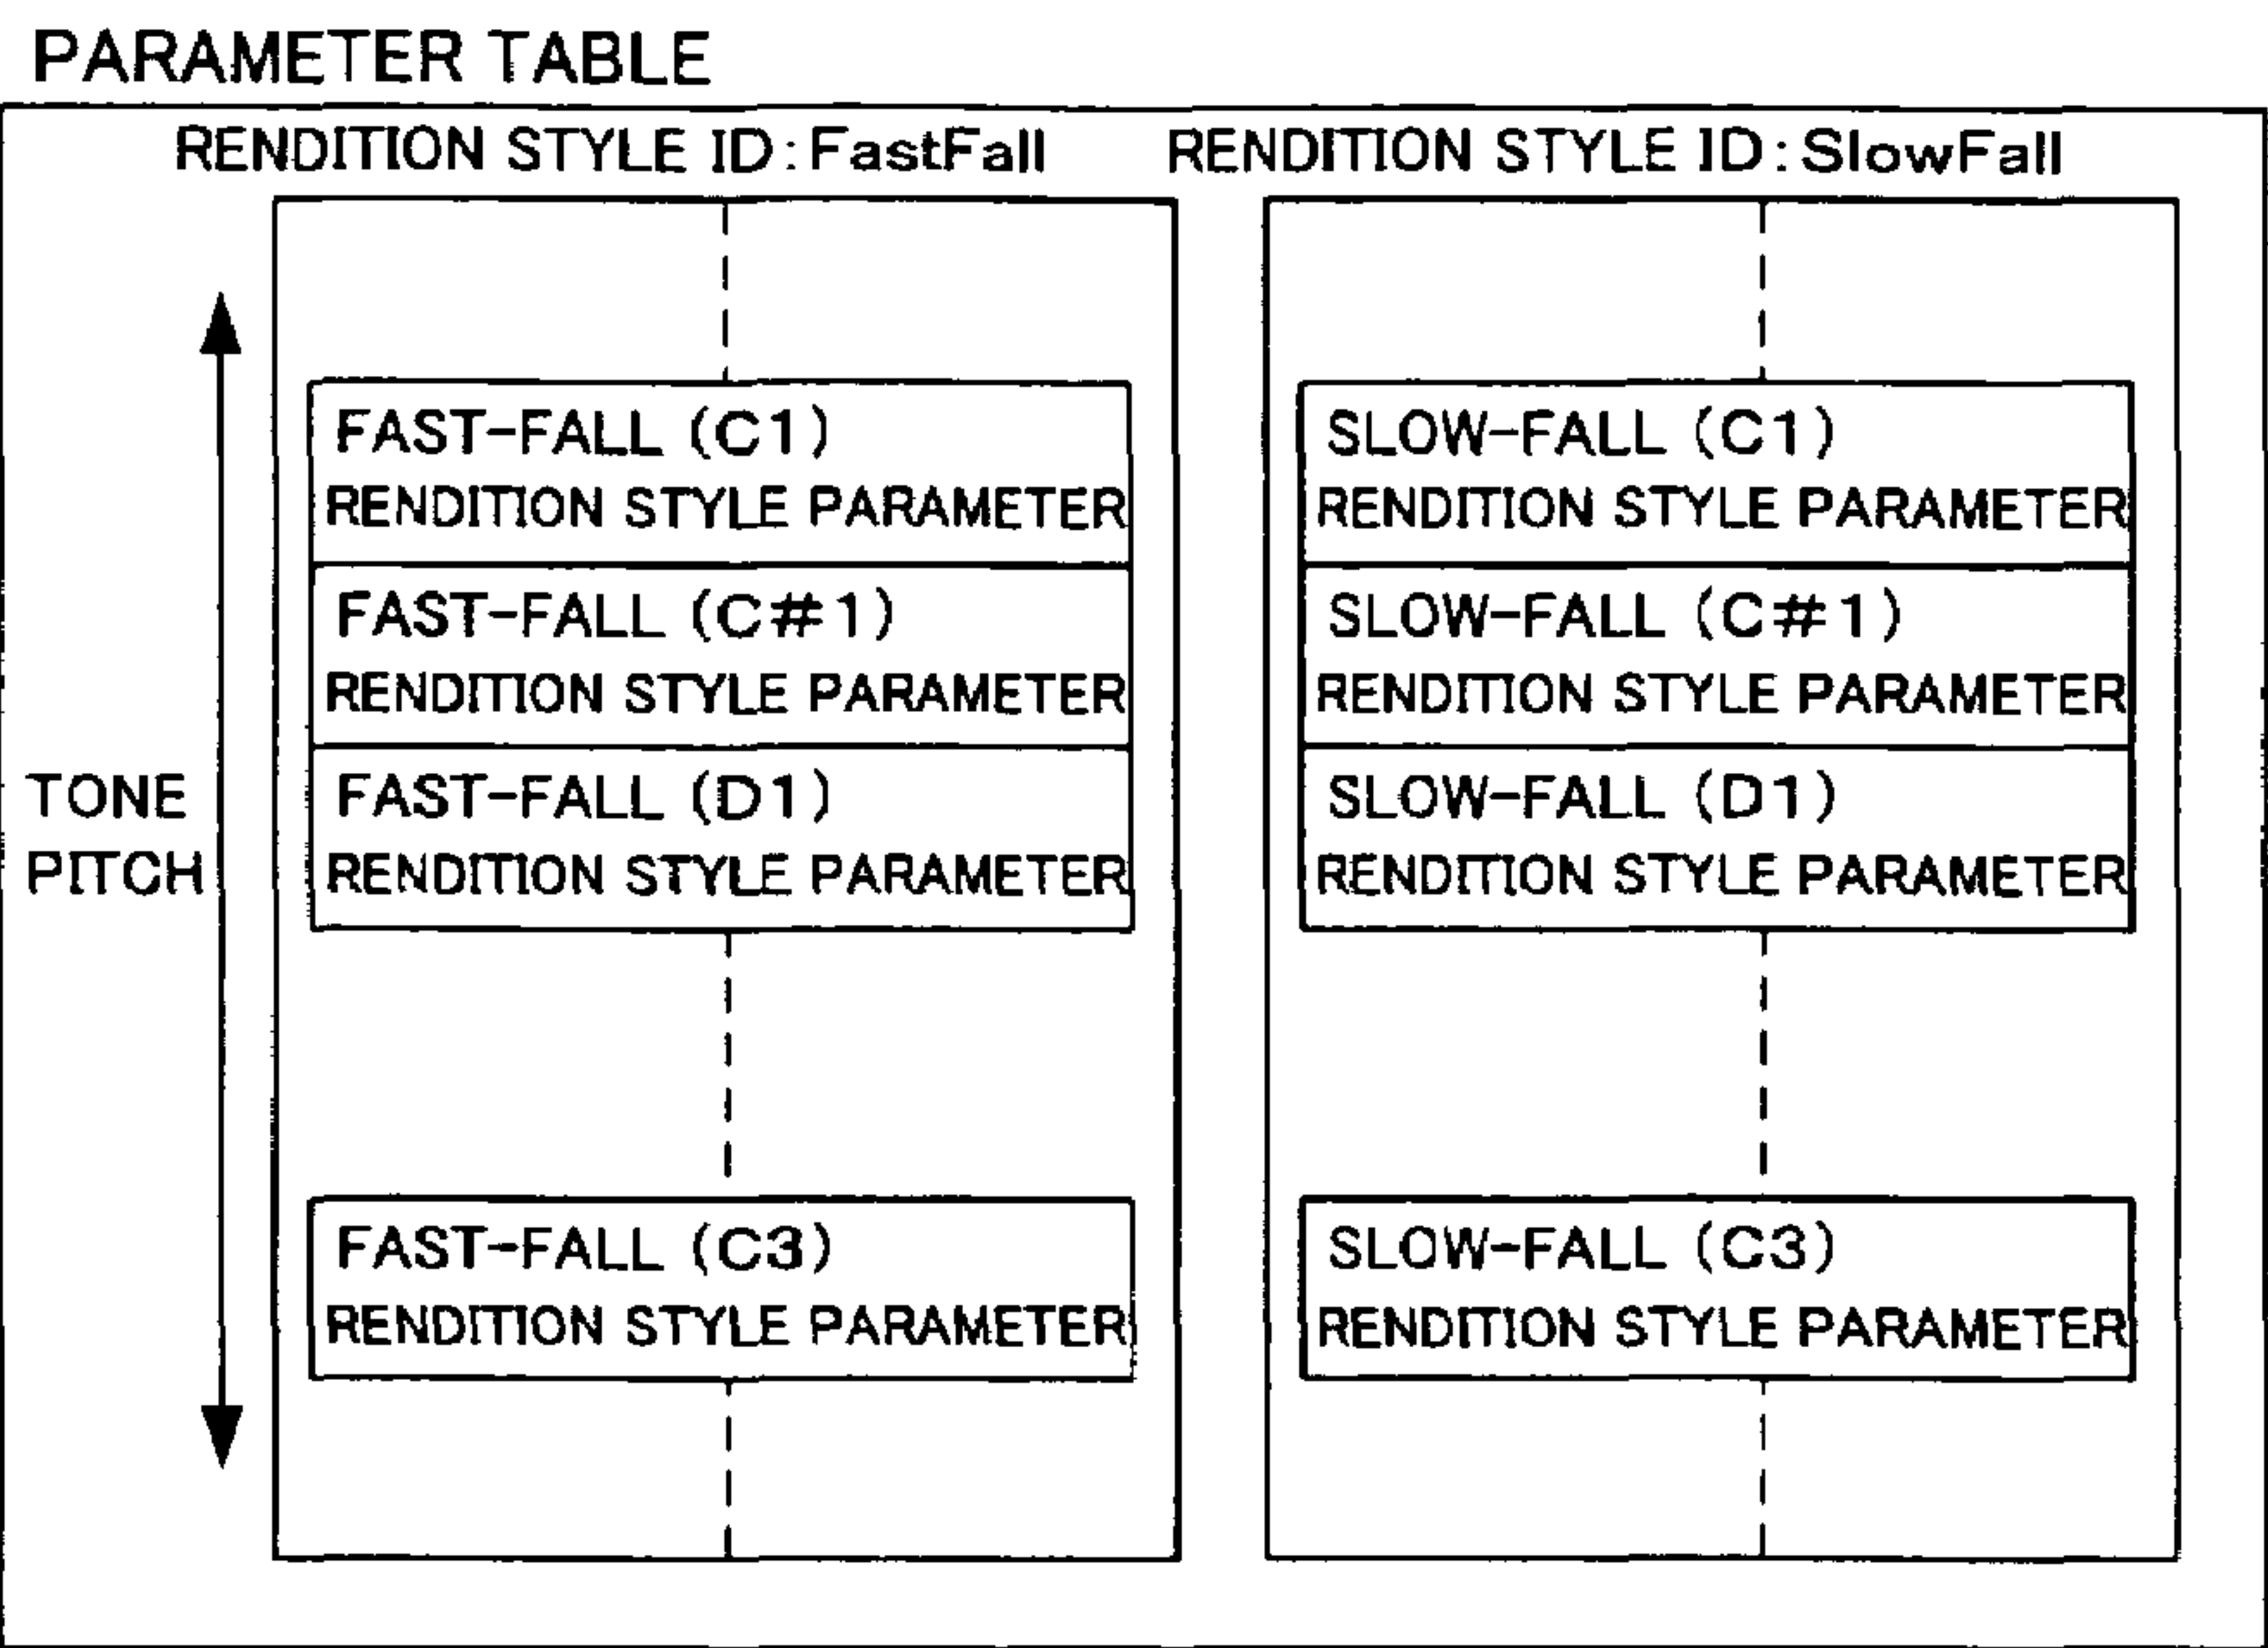 PARAMETER TABLE
RENDITION STYLE ID:FastFall
FAST-FALL (C1)
RENDITION STYLE PARAMETER
FAST-FALL (C#1)
RENDITION STYLE PARAMETER
FAST-FALL (D1)
RENDITION STYLE PARAMETER
FAST-FALL (C3)
RENDITION STYLE PARAMETER
RENDITION STYLE ID:SlowFall
SLOW-FALL (C1)
RENDITION STYLE PARAMETER
SLOW-FALL (C#1)
RENDITION STYLE PARAMETER
SLOW-FALL (D1)
RENDITION STYLE PARAMETER
SLOW-FALL (C3)
RENDITION STYLE PARAMETER
TONE
PITCH